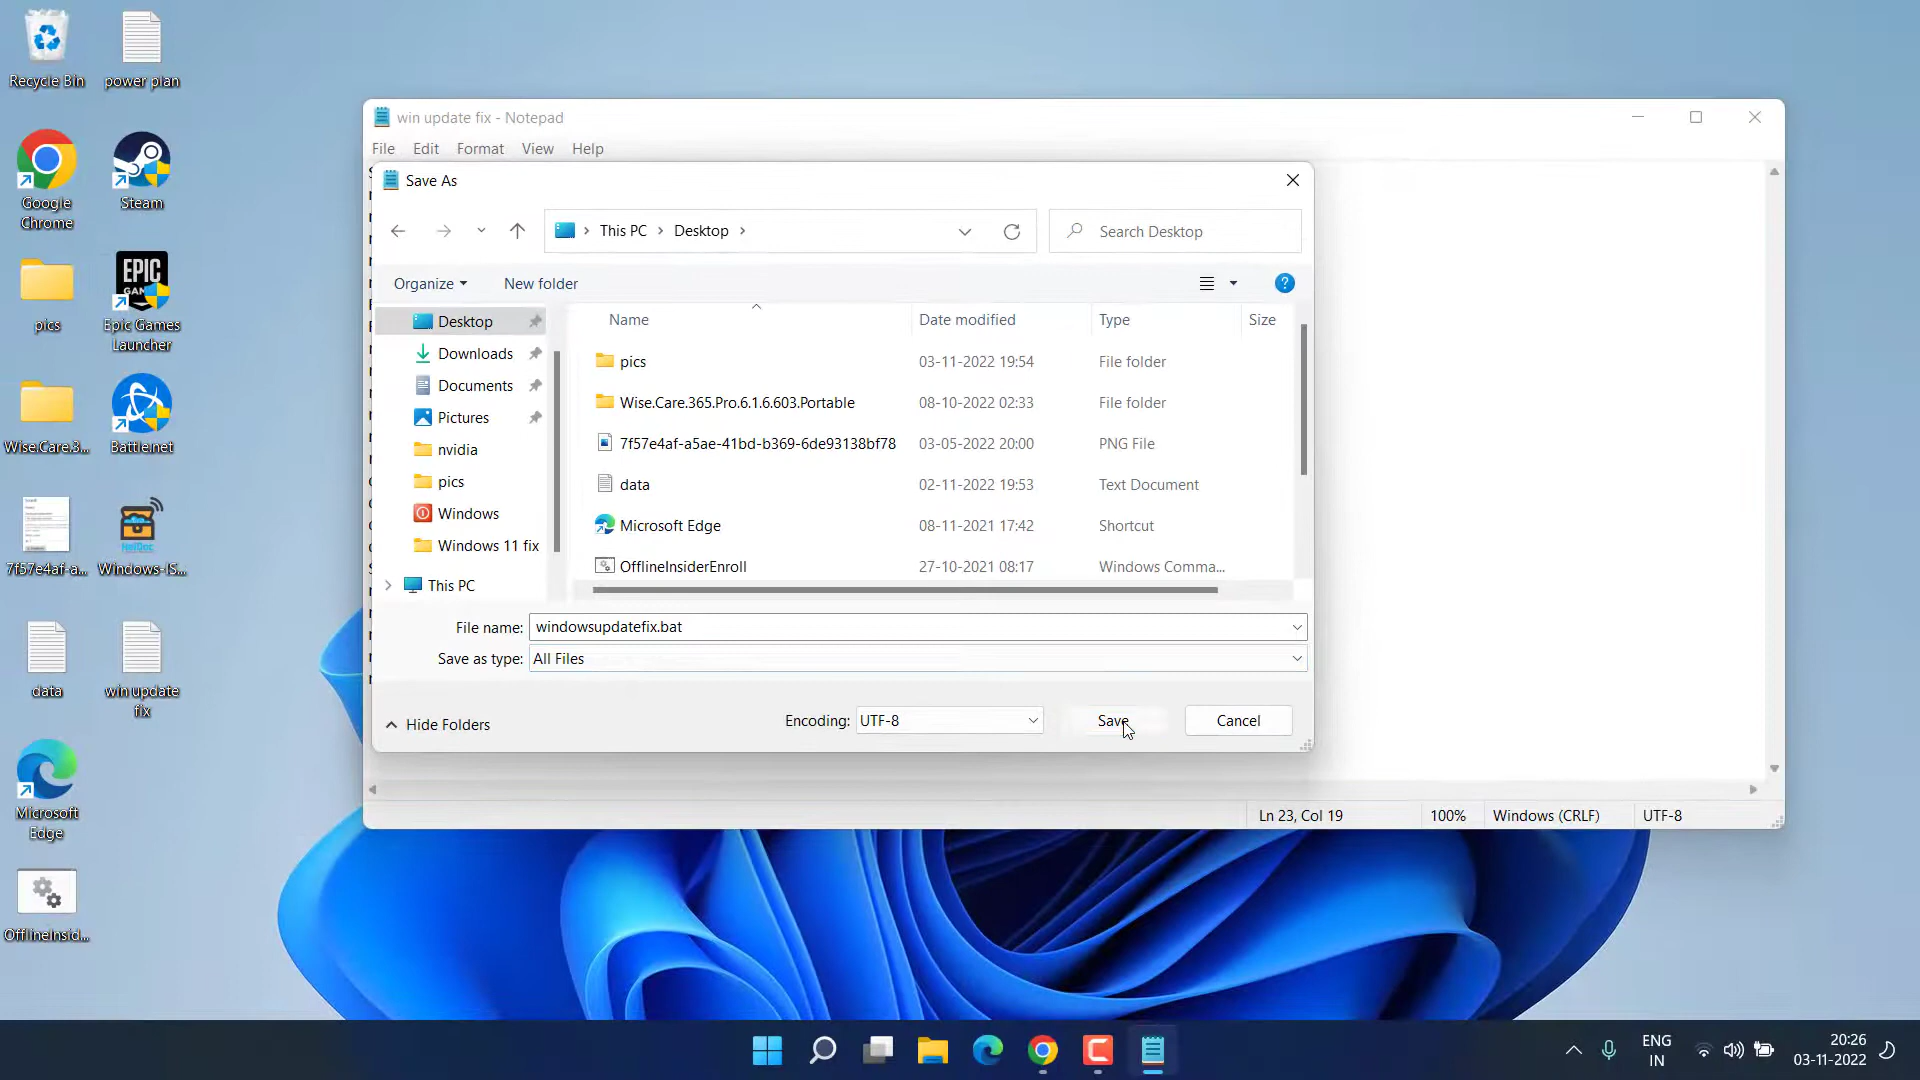 Recycle Bin
power plan
Google
Chrome
Steam
pics
EPIC
GAM
Epic Games
Launcher
Wise.Care.3...
Battle.net
7f57e4af-a...
NeiDoc
Windows-IS...
data
win update
fix
Microsoft
Edge
OfflineInsid...
win update fix - Notepad
File Edit Format View Help
Save As
This PC > Desktop >
Search Desktop
Organize
New folder
Desktop
Downloads
Documents
Pictures
nvidia
pics
Windows
Windows 11 fix
This PC
Name Date modified Type Size
pics 03-11-2022 19:54 File folder
Wise.Care.365.Pro.6.1.6.603.Portable 08-10-2022 02:33 File folder
7f57e4af-a5ae-41bd-b369-6de93138bf78 03-05-2022 20:00 PNG File
data 02-11-2022 19:53 Text Document
Microsoft Edge 08-11-2021 17:42 Shortcut
OfflineInsiderEnroll 27-10-2021 08:17 Windows Comma...
File name: windowsupdatefix.bat
Save as type: All Files
Hide Folders
Encoding: UTF-8
Save
Cancel
Ln 23, Col 19 100% Windows (CRLF) UTF-8
ENG
IN
20:26
03-11-2022